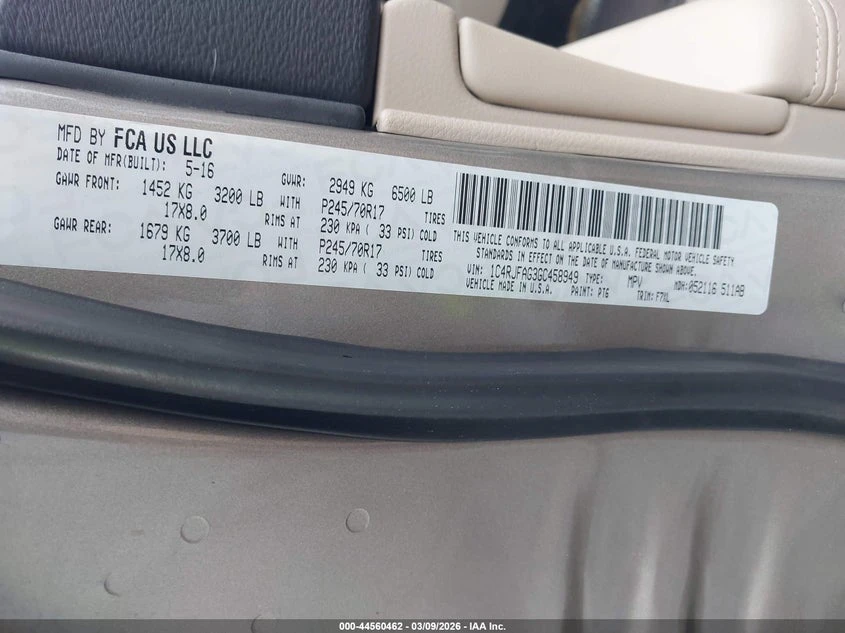 MFD BY FCA US LLC
DATE OF MFR(BUILT): 5-16 GVWR: 2949 KG 6500 LB
GAWR FRONT: 1452 KG 3200 LB WITH P245/70R17 TIRES
17X8.0 RIMS AT 230 KPA ( 33 PSI) COLD
GAWR REAR: 1679 KG 3700 LB WITH P245/70R17 TIRES
17X8.0 RIMS AT 230 KPA ( 33 PSI) COLD
THIS VEHICLE CONFORMS TO ALL APPLICABLE U.S.A. FEDERAL MOTOR VEHICLE SAFETY
STANDARDS IN EFFECT ON THE DATE OF MANUFACTURE SHOWN ABOVE.
VIN: 1C4RJFAG3GC458949 TYPE: MPV MDH: 052116 511AB
VEHICLE MADE IN U.S.A. PAINT: PTG TRIM: F7XL
000-44560462 - 03/09/2026 - IAA Inc.